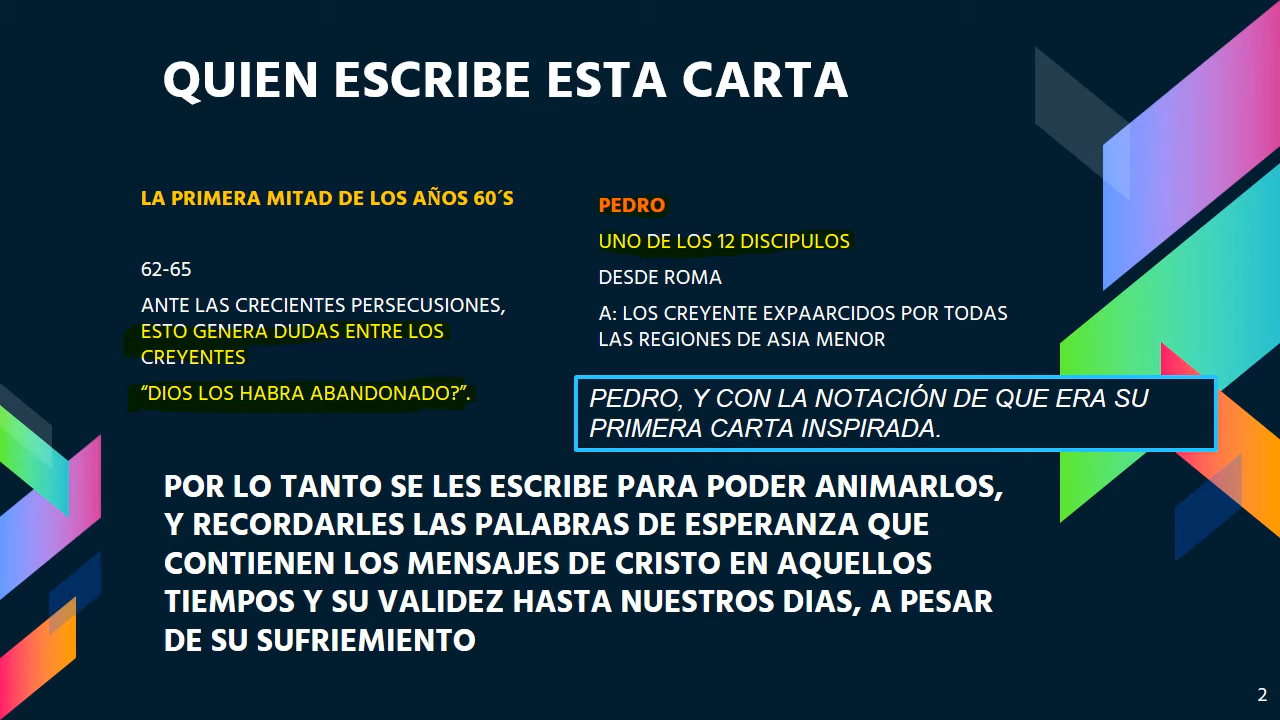 QUIEN ESCRIBE ESTA CARTA
LA PRIMERA MITAD DE LOS AÑOS 60´S
62-65
ANTE LAS CRECIENTES PERSECUSIONES,
ESTO GENERA DUDAS ENTRE LOS
CREYENTES
“DIOS LOS HABRA ABANDONADO?”.
PEDRO
UNO DE LOS 12 DISCIPULOS
DESDE ROMA
A: LOS CREYENTE EXPAARCIDOS POR TODAS
LAS REGIONES DE ASIA MENOR
PEDRO, Y CON LA NOTACIÓN DE QUE ERA SU
PRIMERA CARTA INSPIRADA.
POR LO TANTO SE LES ESCRIBE PARA PODER ANIMARLOS,
Y RECORDARLES LAS PALABRAS DE ESPERANZA QUE
CONTIENEN LOS MENSAJES DE CRISTO EN AQUELLOS
TIEMPOS Y SU VALIDEZ HASTA NUESTROS DIAS, A PESAR
DE SU SUFRIEMIENTO
2